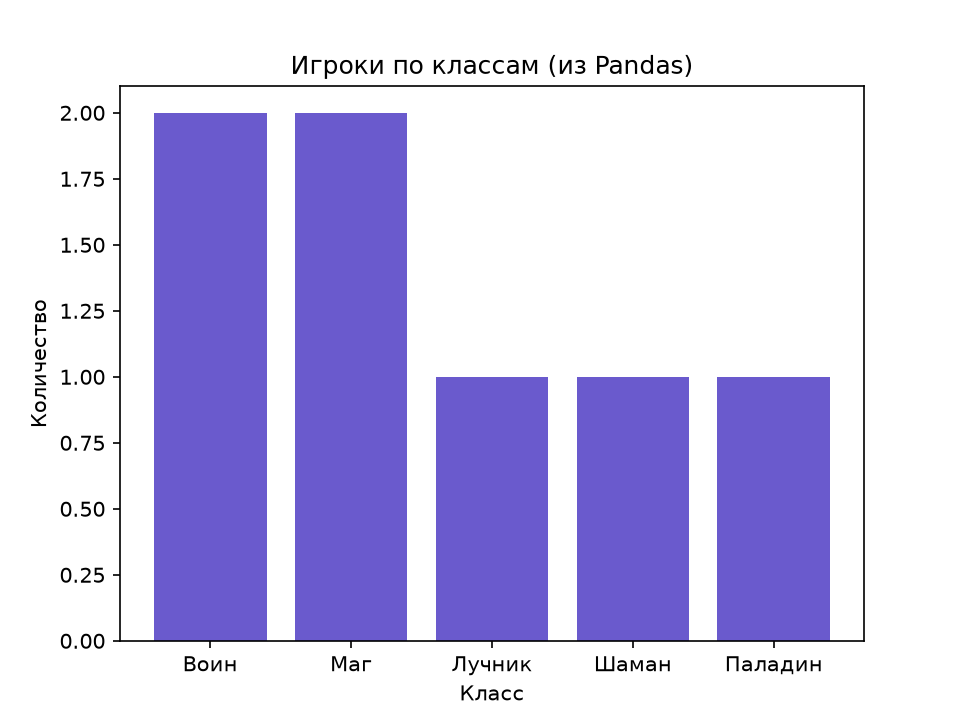 Игроки по классам (из Pandas)
Количество
2.00
1.75
1.50
1.25
1.00
0.75
0.50
0.25
0.00
Воин Маг Лучник Шаман Паладин
Класс